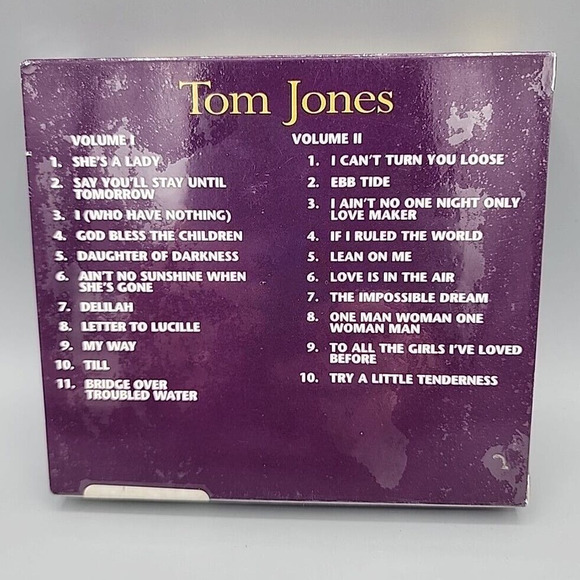 Tom Jones
VOLUME I
1. SHE'S A LADY
2. SAY YOU'LL STAY UNTIL
TOMORROW
3. I (WHO HAVE NOTHING)
4. GOD BLESS THE CHILDREN
5. DAUGHTER OF DARKNESS
6. AIN'T NO SUNSHINE WHEN
SHE'S GONE
7. DELILAH
8. LETTER TO LUCILLE
9. MY WAY
10. TILL
11. BRIDGE OVER
TROUBLED WATER
VOLUME II
1. I CAN'T TURN YOU LOOSE
2. EBB TIDE
3. I AIN'T NO ONE NIGHT ONLY
LOVE MAKER
4. IF I RULED THE WORLD
5. LEAN ON ME
6. LOVE IS IN THE AIR
7. THE IMPOSSIBLE DREAM
8. ONE MAN WOMAN ONE
WOMAN MAN
9. TO ALL THE GIRLS I'VE LOVED
BEFORE
10. TRY A LITTLE TENDERNESS